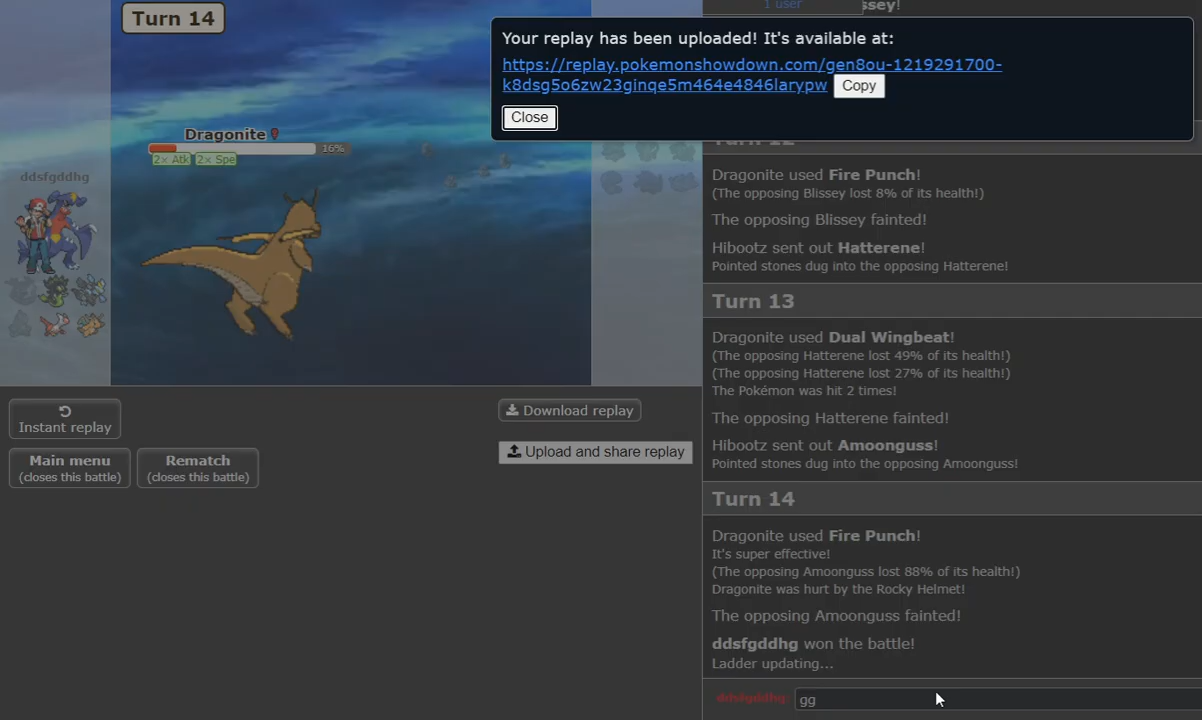 Turn 14
1 user
ssey!
Your replay has been uploaded! It's available at:
https://replay.pokemonshowdown.com/gen8ou-1219291700-
k8dsg5o6zw23ginqe5m464e4846larypw Copy
Close
Dragonite
16%
2× Atk 2× Spe
ddsfgddhg
Turn 12
Dragonite used Fire Punch!
(The opposing Blissey lost 8% of its health!)
The opposing Blissey fainted!
Hibootz sent out Hatterene!
Pointed stones dug into the opposing Hatterene!
Turn 13
Dragonite used Dual Wingbeat!
(The opposing Hatterene lost 49% of its health!)
(The opposing Hatterene lost 27% of its health!)
The Pokémon was hit 2 times!
The opposing Hatterene fainted!
Hibootz sent out Amoonguss!
Pointed stones dug into the opposing Amoonguss!
Turn 14
Dragonite used Fire Punch!
It's super effective!
(The opposing Amoonguss lost 88% of its health!)
Dragonite was hurt by the Rocky Helmet!
The opposing Amoonguss fainted!
ddsfgddhg won the battle!
Ladder updating...
ddsfgddhg: gg
Instant replay
Download replay
Main menu
(closes this battle)
Rematch
(closes this battle)
Upload and share replay